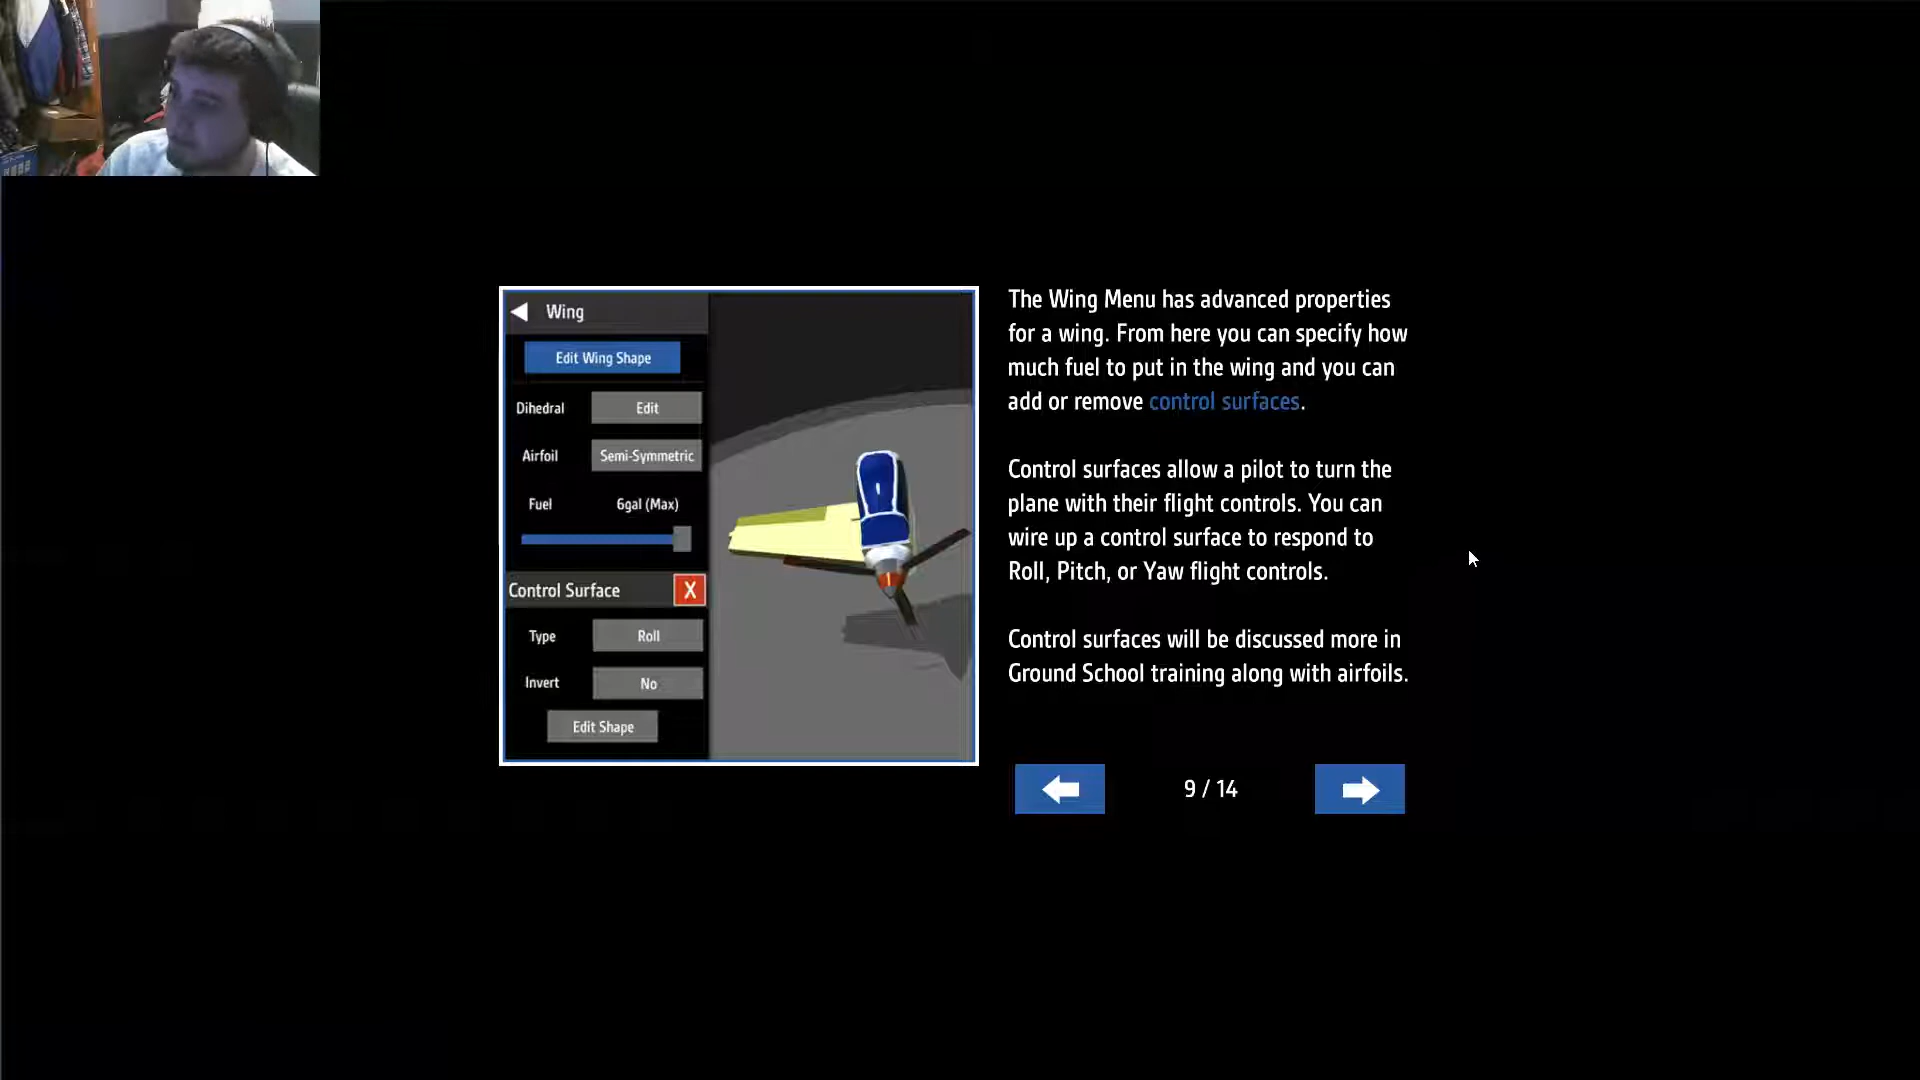 Wing
Edit Wing Shape
Dihedral Edit
Airfoil Semi-Symmetric
Fuel 6gal (Max)
Control Surface X
Type Roll
Invert No
Edit Shape
The Wing Menu has advanced properties
for a wing. From here you can specify how
much fuel to put in the wing and you can
add or remove control surfaces.
Control surfaces allow a pilot to turn the
plane with their flight controls. You can
wire up a control surface to respond to
Roll, Pitch, or Yaw flight controls.
Control surfaces will be discussed more in
Ground School training along with airfoils.
9 / 14